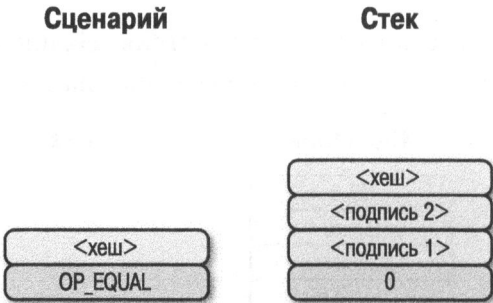 Сценарий
Стек
<хеш>
<подпись 2>
<хеш>
<подпись 1>
OP_EQUAL
0